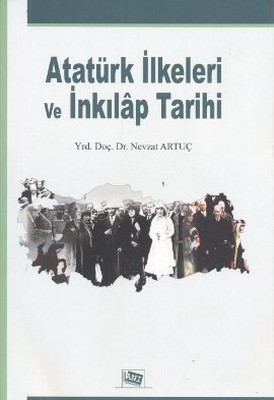 Atatürk İlkeleri
Ve İnkılâp Tarihi
Yrd. Doç. Dr. Nevzat ARTUÇ